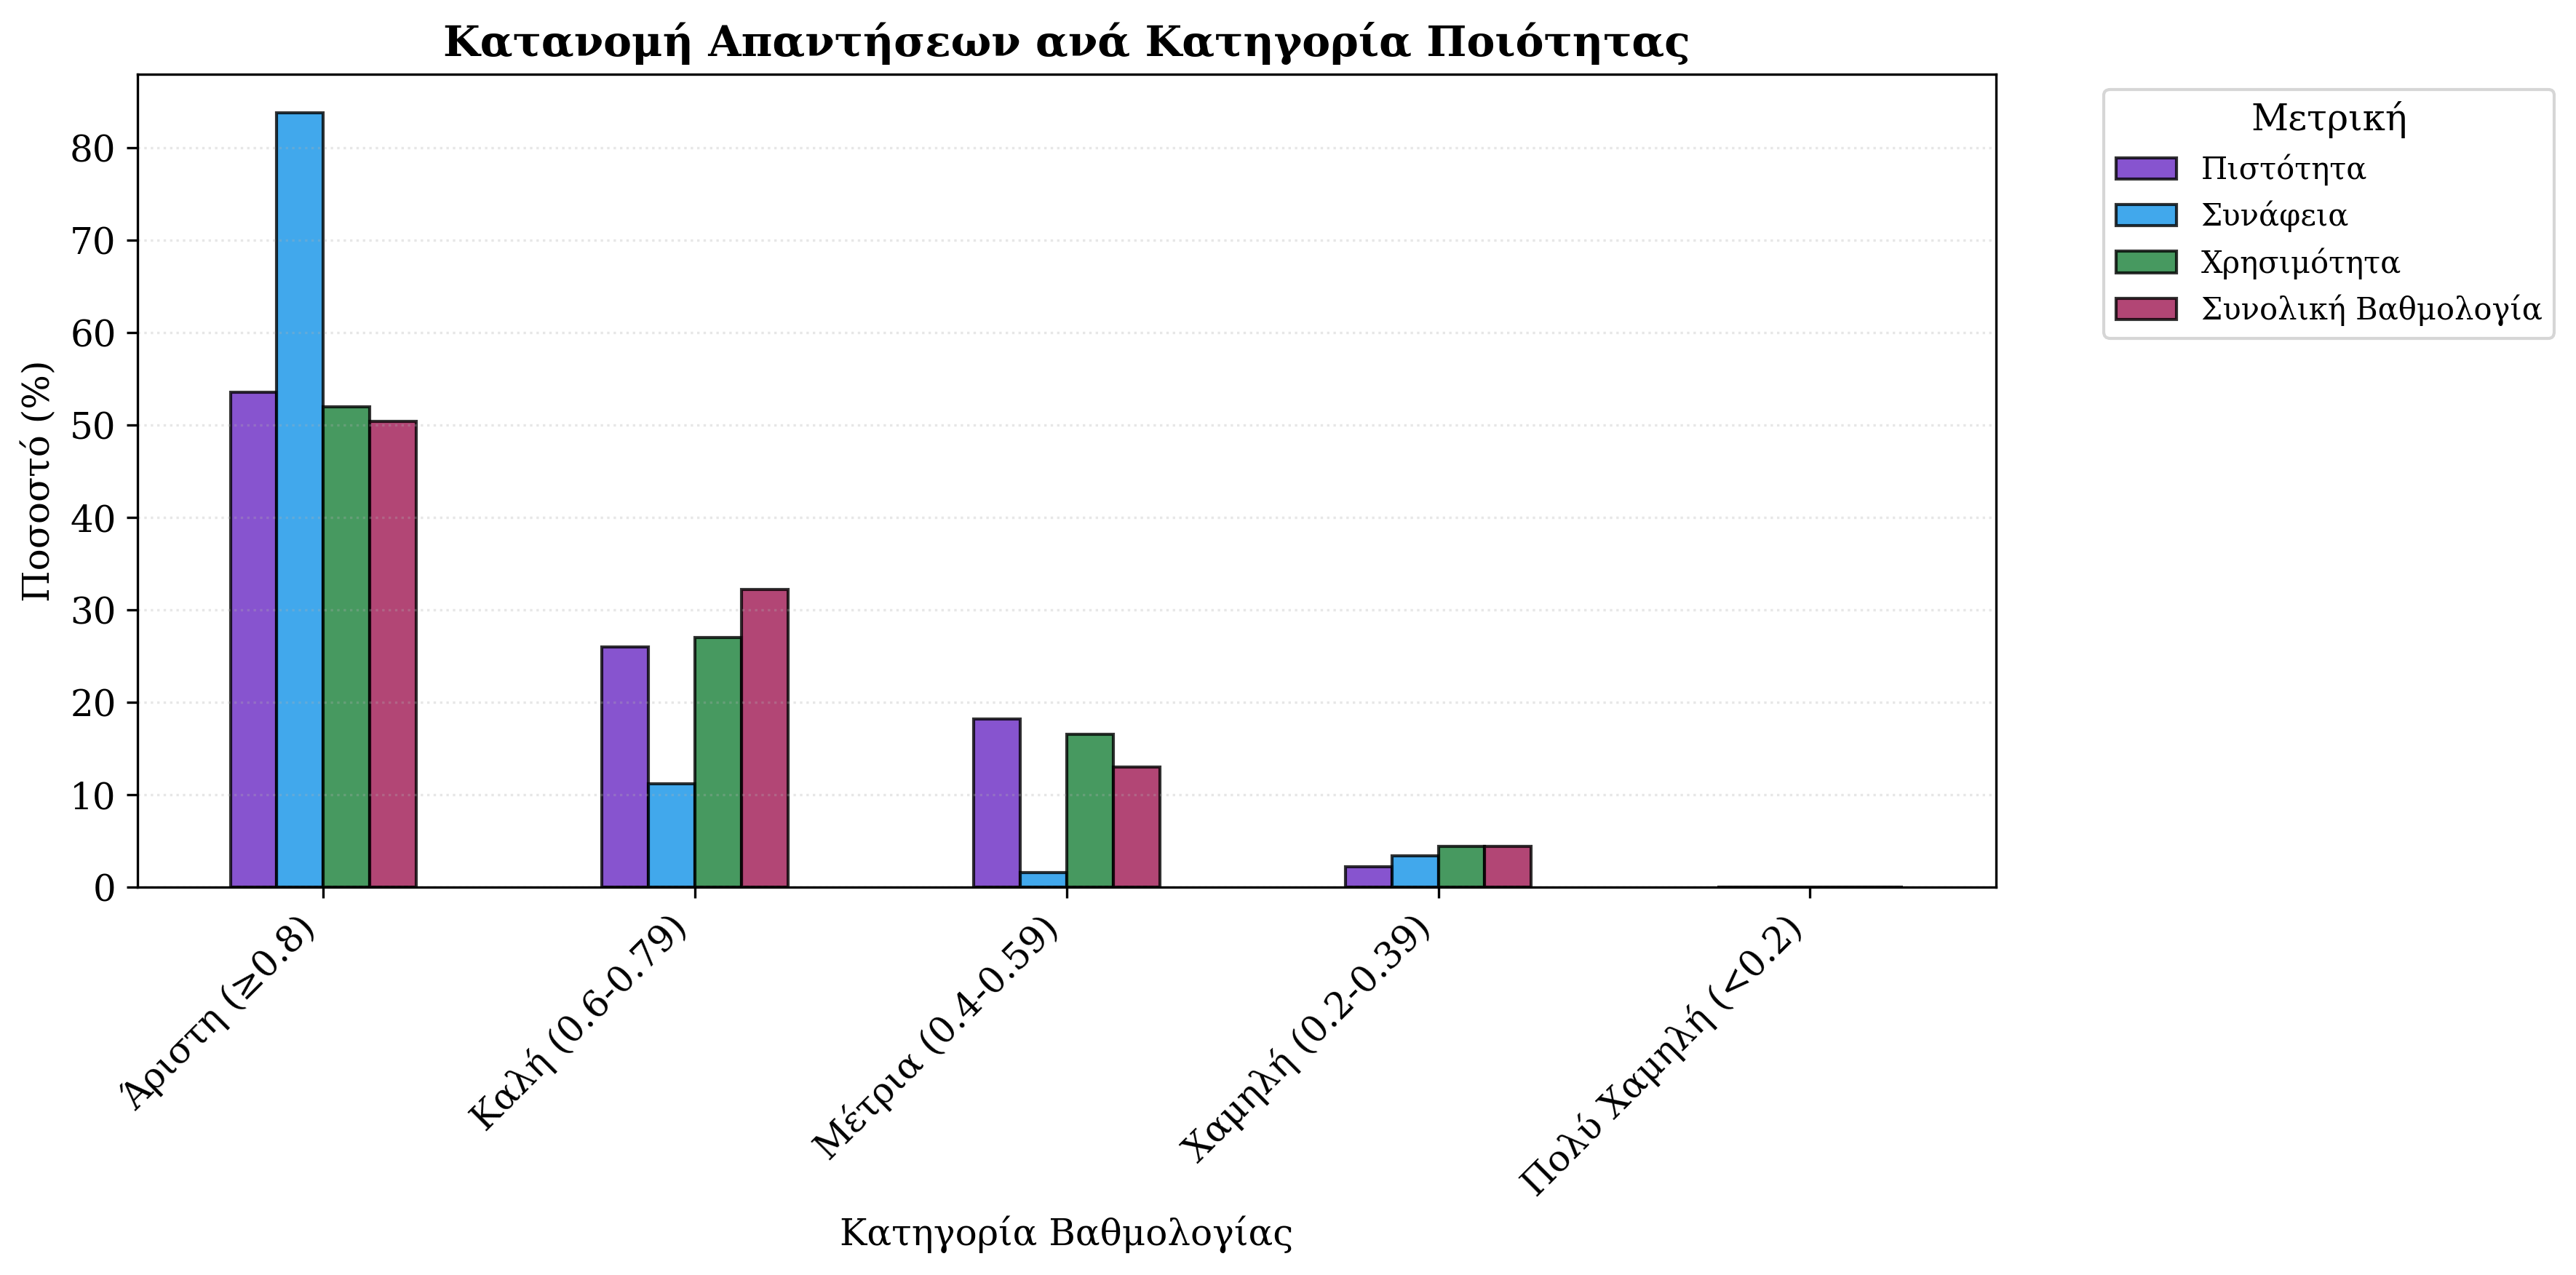 Κατανομή Απαντήσεων ανά Κατηγορία Ποιότητας
Ποσοστό (%)
80
70
60
50
40
30
20
10
0
Άριστη (≥0.8)
Καλή (0.6-0.79)
Μέτρια (0.4-0.59)
Χαμηλή (0.2-0.39)
Πολύ Χαμηλή (<0.2)
Κατηγορία Βαθμολογίας
Μετρική
Πιστότητα
Συνάφεια
Χρησιμότητα
Συνολική Βαθμολογία